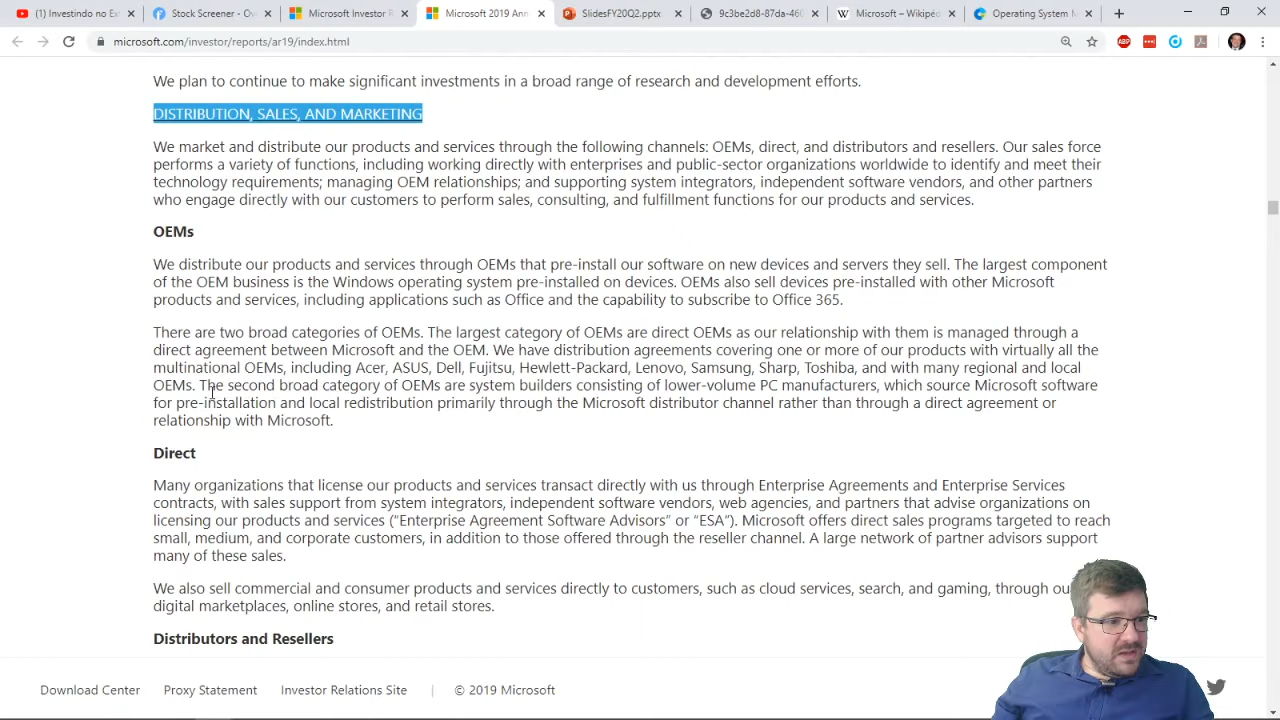 (1) Investindo no Ex
Stock Screener - Ov
Microsoft Investor R
Microsoft 2019 Ann
SlidesFY20Q2.pptx
9c3be2d8-87da-460
Microsoft – Wikipéd
Operating System M
microsoft.com/investor/reports/ar19/index.html
ABP
We plan to continue to make significant investments in a broad range of research and development efforts.
DISTRIBUTION, SALES, AND MARKETING
We market and distribute our products and services through the following channels: OEMs, direct, and distributors and resellers. Our sales force
performs a variety of functions, including working directly with enterprises and public-sector organizations worldwide to identify and meet their
technology requirements; managing OEM relationships; and supporting system integrators, independent software vendors, and other partners
who engage directly with our customers to perform sales, consulting, and fulfillment functions for our products and services.
OEMs
We distribute our products and services through OEMs that pre-install our software on new devices and servers they sell. The largest component
of the OEM business is the Windows operating system pre-installed on devices. OEMs also sell devices pre-installed with other Microsoft
products and services, including applications such as Office and the capability to subscribe to Office 365.
There are two broad categories of OEMs. The largest category of OEMs are direct OEMs as our relationship with them is managed through a
direct agreement between Microsoft and the OEM. We have distribution agreements covering one or more of our products with virtually all the
multinational OEMs, including Acer, ASUS, Dell, Fujitsu, Hewlett-Packard, Lenovo, Samsung, Sharp, Toshiba, and with many regional and local
OEMs. The second broad category of OEMs are system builders consisting of lower-volume PC manufacturers, which source Microsoft software
for pre-installation and local redistribution primarily through the Microsoft distributor channel rather than through a direct agreement or
relationship with Microsoft.
Direct
Many organizations that license our products and services transact directly with us through Enterprise Agreements and Enterprise Services
contracts, with sales support from system integrators, independent software vendors, web agencies, and partners that advise organizations on
licensing our products and services (“Enterprise Agreement Software Advisors” or “ESA”). Microsoft offers direct sales programs targeted to reach
small, medium, and corporate customers, in addition to those offered through the reseller channel. A large network of partner advisors support
many of these sales.
We also sell commercial and consumer products and services directly to customers, such as cloud services, search, and gaming, through ou
digital marketplaces, online stores, and retail stores.
Distributors and Resellers
Download Center
Proxy Statement
Investor Relations Site
© 2019 Microsoft